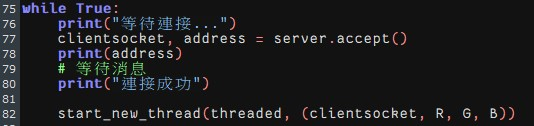 75 while True:
76     print("等待連接...")
77     clientsocket, address = server.accept()
78     print(address)
79     # 等待消息
80     print("連接成功")
81
82     start_new_thread(threaded, (clientsocket, R, G, B))